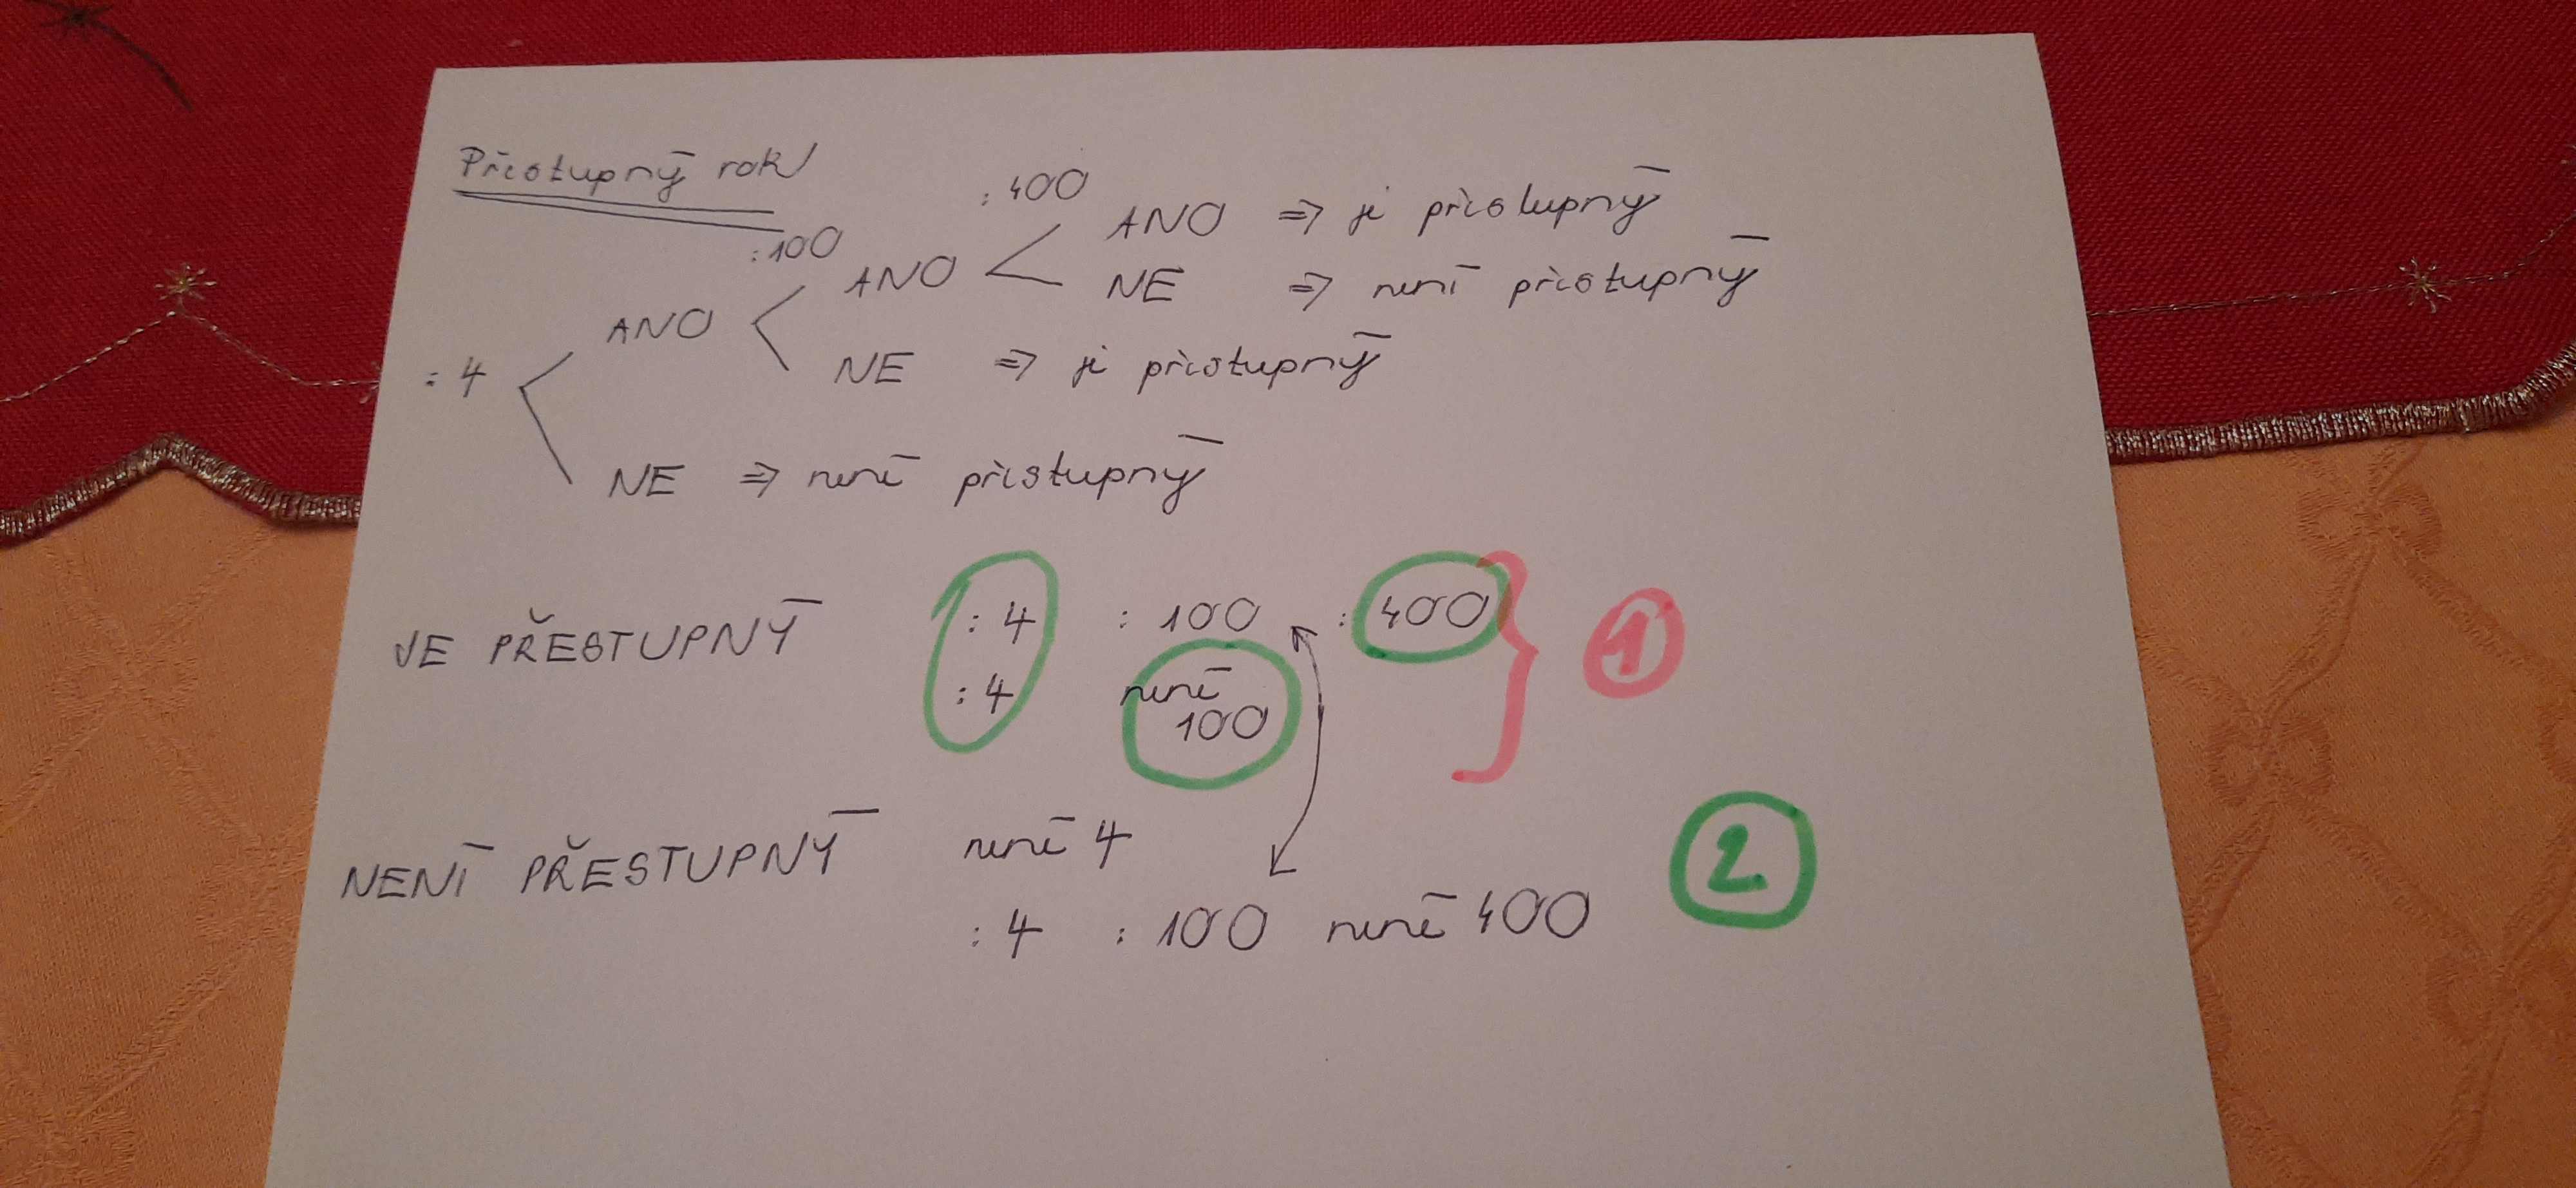 Přestupný rok
: 400
ANO ⇒ je přestupný
: 100
ANO
NE ⇒ není přestupný
ANO
: 4
NE ⇒ je přestupný
NE ⇒ není přestupný
JE PŘESTUPNÝ : 4 : 100 : 400
: 4 není 100
1
NENÍ PŘESTUPNÝ není 4
: 4 : 100 není 400
2